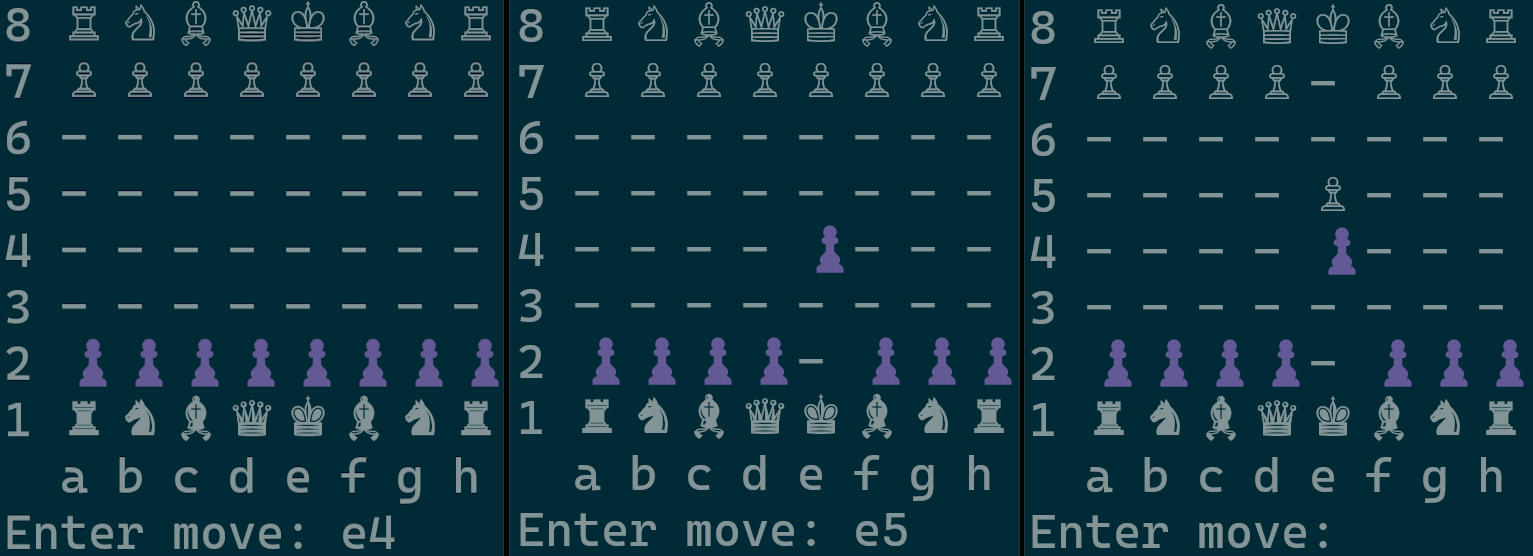 8 ♖ ♘ ♗ ♕ ♔ ♗ ♘ ♖
7 ♙ ♙ ♙ ♙ ♙ ♙ ♙ ♙
6 - - - - - - - -
5 - - - - - - - -
4 - - - - - - - -
3 - - - - - - - -
2 ♟ ♟ ♟ ♟ ♟ ♟ ♟ ♟
1 ♜ ♞ ♝ ♛ ♚ ♝ ♞ ♜
a b c d e f g h
Enter move: e4
8 ♖ ♘ ♗ ♕ ♔ ♗ ♘ ♖
7 ♙ ♙ ♙ ♙ ♙ ♙ ♙ ♙
6 - - - - - - - -
5 - - - - - - - -
4 - - - - ♟ - - -
3 - - - - - - - -
2 ♟ ♟ ♟ ♟ - ♟ ♟ ♟
1 ♜ ♞ ♝ ♛ ♚ ♝ ♞ ♜
a b c d e f g h
Enter move: e5
8 ♖ ♘ ♗ ♕ ♔ ♗ ♘ ♖
7 ♙ ♙ ♙ ♙ - ♙ ♙ ♙
6 - - - - - - - -
5 - - - - ♙ - - -
4 - - - - ♟ - - -
3 - - - - - - - -
2 ♟ ♟ ♟ ♟ - ♟ ♟ ♟
1 ♜ ♞ ♝ ♛ ♚ ♝ ♞ ♜
a b c d e f g h
Enter move: